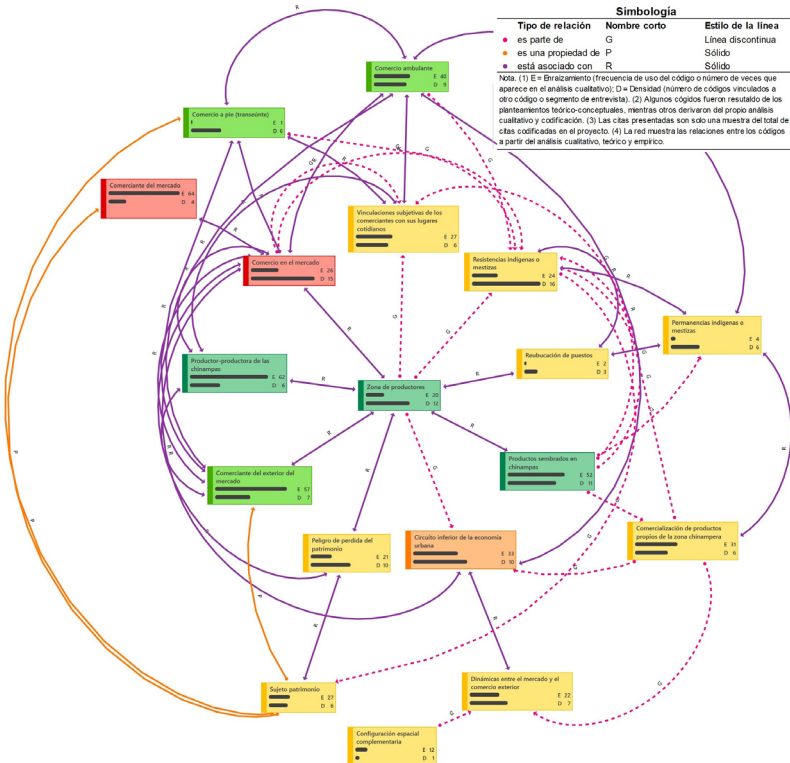 Simbología
Tipo de relación Nombre corto Estilo de la linea
es parte de G Línea discontinua
es una propiedad de P Sólido
está asociado con R Sólido
Nota. (1) E = Enraizamiento (frecuencia de uso del código o número de veces que
aparece en el análisis cualitativo); D = Densidad (número de códigos vinculados a
otro código o segmento de entrevista). (2) Algunos cógidos fueron resutaldo de los
planteamientos teórico-conceptuales, mientras otros derivaron del propio análisis
cualitativo y codificación. (3) Las citas presentadas son solo una muestra del total de
citas codificadas en el proyecto. (4) La red muestra las relaciones entre los códigos
a partir del análisis cualitativo, teórico y empírico.
Comercio ambulante
E 40
D 9
Comercio a pie (transeúnte)
E 1
D 6
Comerciante del mercado
E 64
D 4
Vinculaciones subjetivas de los
comerciantes con sus lugares
cotidianos
E 27
D 6
Comercio en el mercado
E 26
D 15
Resistencias indígenas o
mestizas
E 24
D 16
Permanencias indígenas o
mestizas
E 4
D 6
Reubucación de puestos
E 2
D 3
Productor-productora de las
chinampas
E 62
D 6
Zona de productores
E 20
D 12
Productos sembrados en
chinampas
E 52
D 11
Comerciante del exterior del
mercado
E 57
D 7
Peligro de perdida del
patrimonio
E 21
D 10
Circuito inferior de la economía
urbana
E 33
D 10
Comercialización de productos
propios de la zona chinampera
E 31
D 6
Sujeto patrimonio
E 27
D 6
Dinámicas entre el mercado y el
comercio exterior
E 22
D 7
Configuración espacial
complementaria
E 12
D 1